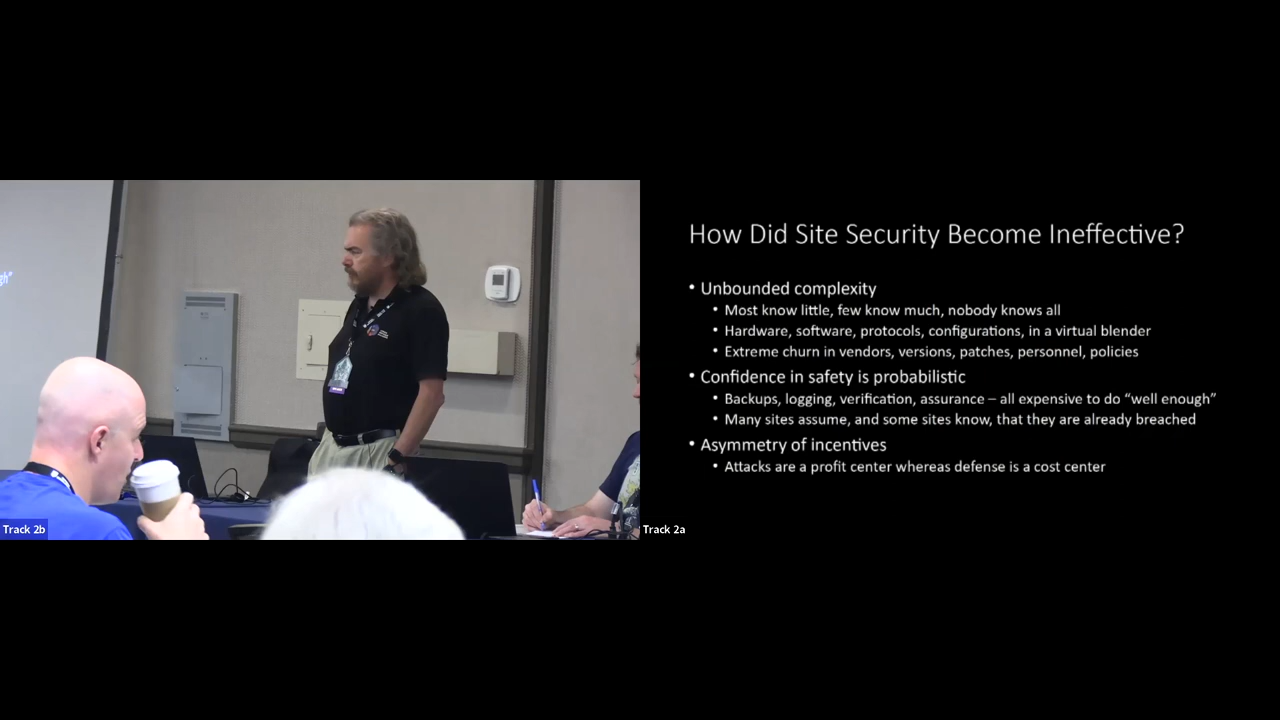 gh”
How Did Site Security Become Ineffective?
• Unbounded complexity
• Most know little, few know much, nobody knows all
• Hardware, software, protocols, configurations, in a virtual blender
• Extreme churn in vendors, versions, patches, personnel, policies
• Confidence in safety is probabilistic
• Backups, logging, verification, assurance – all expensive to do “well enough”
• Many sites assume, and some sites know, that they are already breached
• Asymmetry of incentives
• Attacks are a profit center whereas defense is a cost center
Track 2b
Track 2a